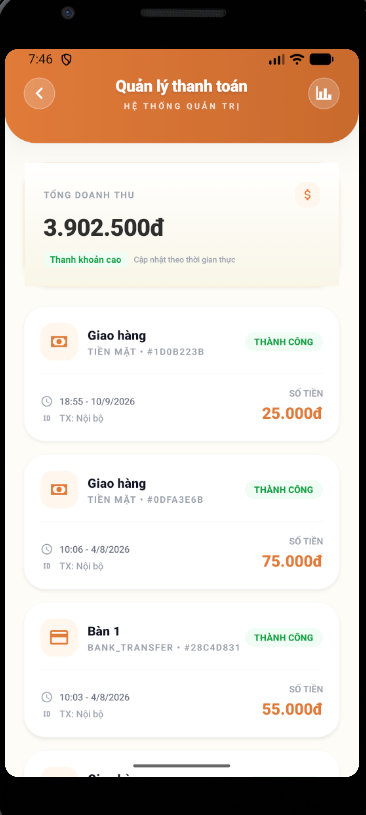 7:46
Quản lý thanh toán
HỆ THỐNG QUẢN TRỊ
TỔNG DOANH THU
$
3.902.500đ
Thanh khoản cao Cập nhật theo thời gian thực
Giao hàng
TIỀN MẶT • #1D0B223B
THÀNH CÔNG
18:55 - 10/9/2026
ID TX: Nội bộ
SỐ TIỀN
25.000đ
Giao hàng
TIỀN MẶT • #0DFA3E6B
THÀNH CÔNG
10:06 - 4/8/2026
ID TX: Nội bộ
SỐ TIỀN
75.000đ
Bàn 1
BANK_TRANSFER • #28C4D831
THÀNH CÔNG
10:03 - 4/8/2026
ID TX: Nội bộ
SỐ TIỀN
55.000đ